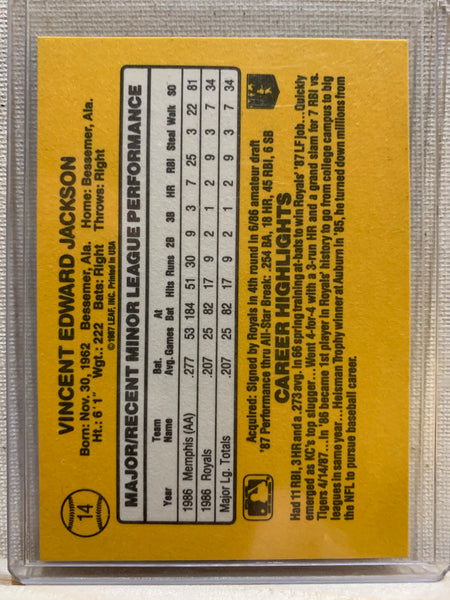 14
VINCENT EDWARD JACKSON
Born: Nov. 30, 1962 Bessemer, Ala. Home: Bessemer, Ala.
Ht.: 6'1" Wgt.: 222 Bats: Right Throws: Right
©1987 LEAF, INC. Printed in USA
MAJOR/RECENT MINOR LEAGUE PERFORMANCE
Year Team Name Bat. Avg. Games At Bat Hits Runs 2B 3B HR RBI Steal Walk SO
1986 Memphis (AA) .277 53 184 51 30 9 3 7 25 3 22 81
1986 Royals .207 25 82 17 9 2 1 2 9 3 7 34
Major Lg. Totals .207 25 82 17 9 2 1 2 9 3 7 34
Acquired: Signed by Royals in 4th round in 6/86 amateur draft
'87 Performance thru All-Star Break: .254 BA, 18 HR, 45 RBI, 6 SB
CAREER HIGHLIGHTS
Had 11 RBI, 3 HR and a .273 avg. in 66 spring training at-bats to win Royals' '87 LF job...Quickly
emerged as KC's top slugger...Went 4-for-4 with a 3-run HR and a grand slam for 7 RBI vs.
Tigers 4/14/87...In '86 became 1st player in Royals' history to go from college campus to big
leagues in same year...Heisman Trophy winner at Auburn in '85, he turned down millions from
the NFL to pursue baseball career.